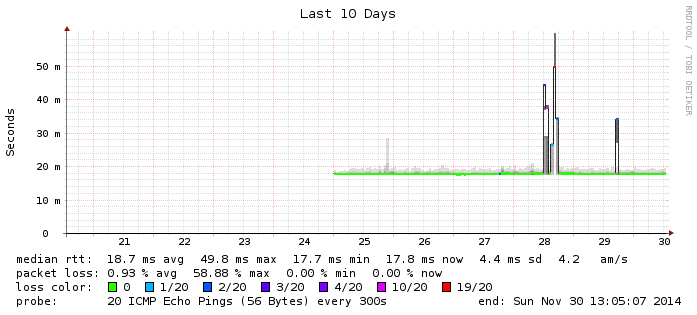 Last 10 Days
RRDTOOL / TOBI OETIKER
Seconds
50 m
40 m
30 m
20 m
10 m
0
21 22 23 24 25 26 27 28 29 30
median rtt: 18.7 ms avg 49.8 ms max 17.7 ms min 17.8 ms now 4.4 ms sd 4.2 am/s
packet loss: 0.93 % avg 58.88 % max 0.00 % min 0.00 % now
loss color: 0 1/20 2/20 3/20 4/20 10/20 19/20
probe: 20 ICMP Echo Pings (56 Bytes) every 300s end: Sun Nov 30 13:05:07 2014